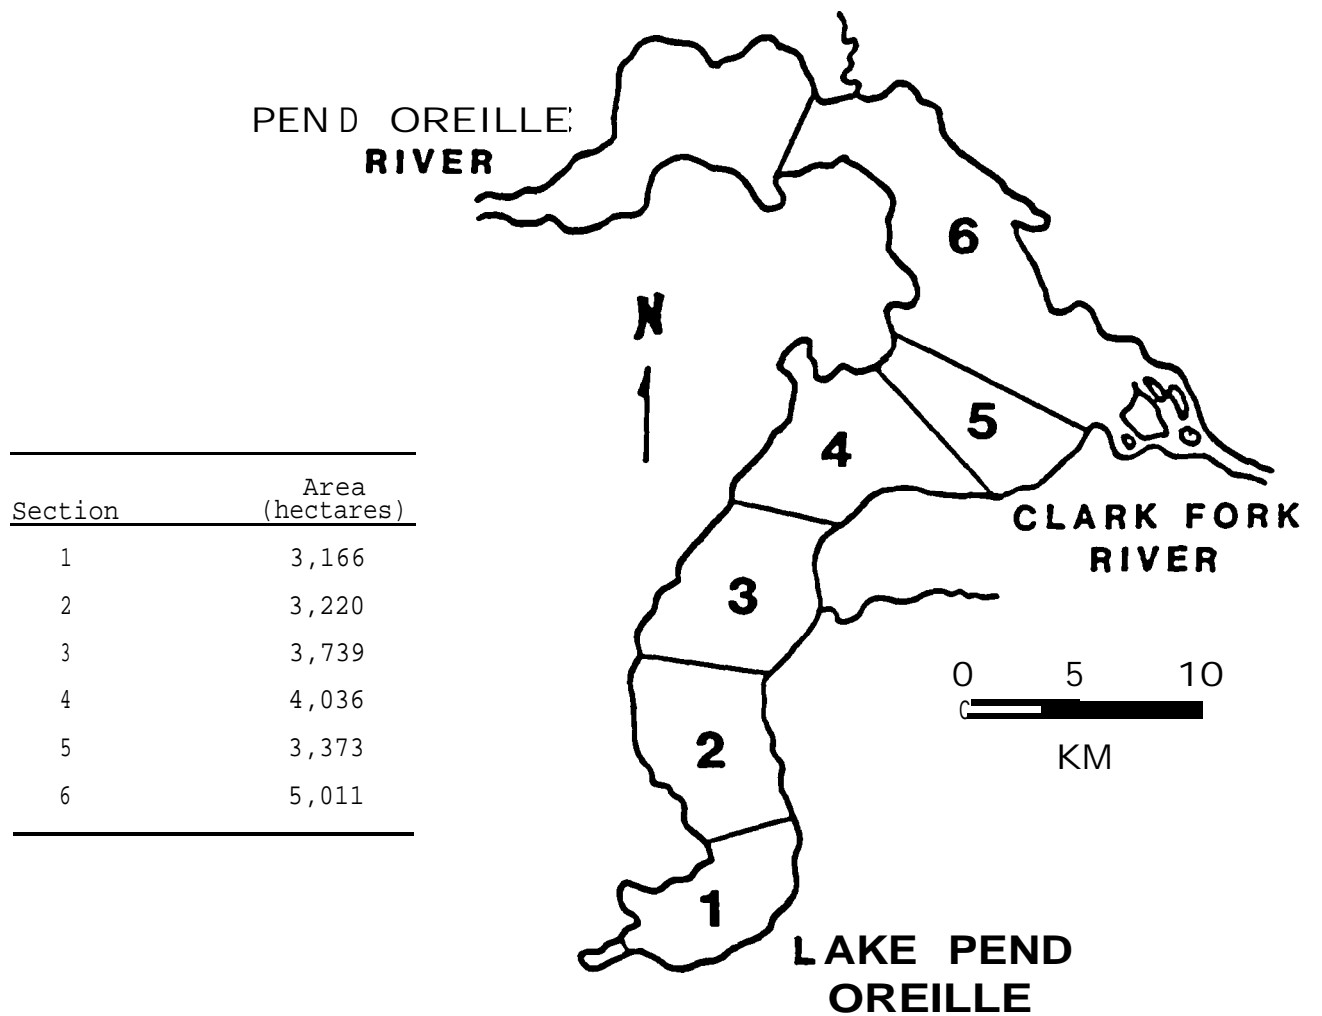 PEND OREILLE
RIVER
6
N
5
4
Section Area (hectares)
1 3,166
2 3,220
3 3,739
4 4,036
5 3,373
6 5,011
CLARK FORK
RIVER
3
0 5 10
KM
2
1
LAKE PEND
OREILLE